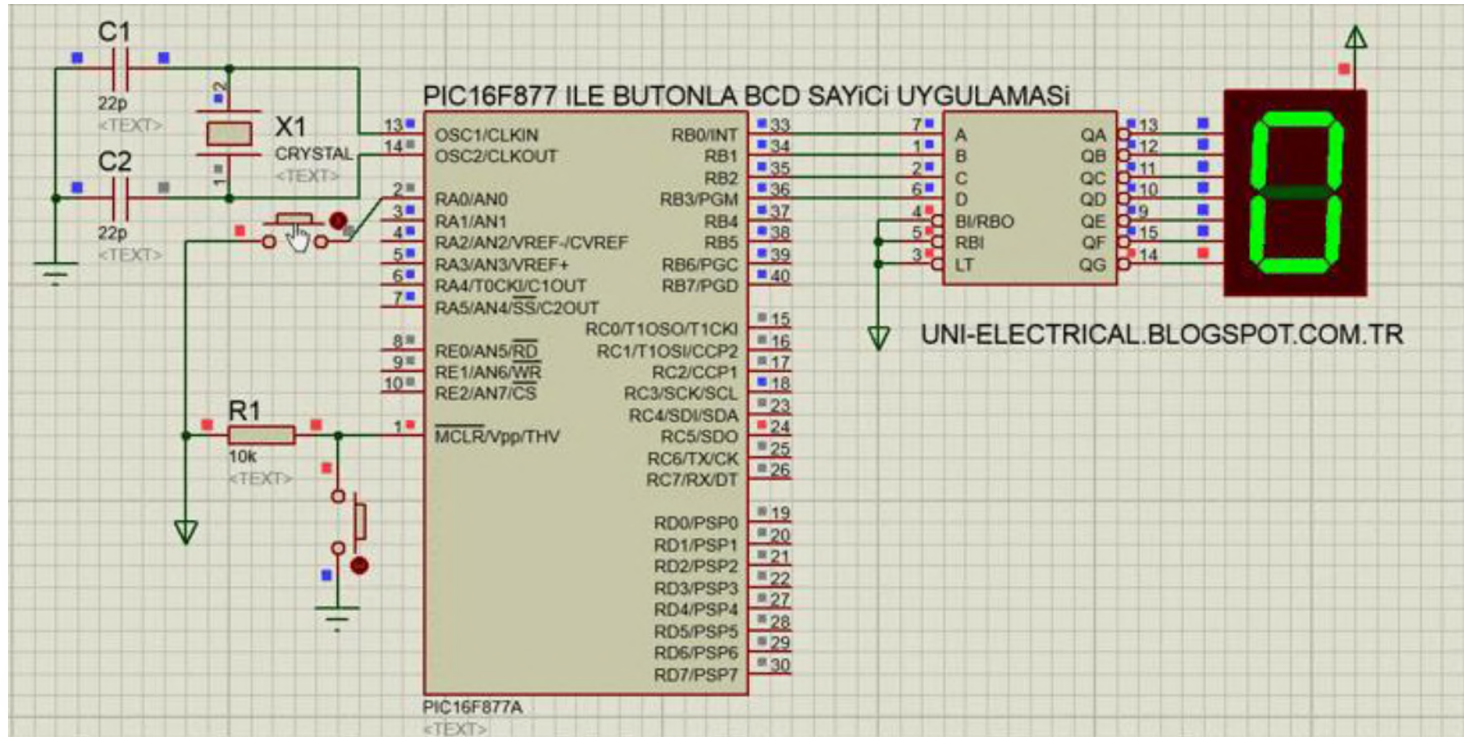 C1
22p
<TEXT>
2
X1
CRYSTAL
<TEXT>
1
C2
22p
<TEXT>
PIC16F877 ILE BUTONLA BCD SAYiCi UYGULAMASi
13 OSC1/CLKIN
14 OSC2/CLKOUT
2 RA0/AN0
3 RA1/AN1
4 RA2/AN2/VREF-/CVREF
5 RA3/AN3/VREF+
6 RA4/T0CKI/C1OUT
7 RA5/AN4/SS/C2OUT
8 RE0/AN5/RD
9 RE1/AN6/WR
10 RE2/AN7/CS
1 MCLR/Vpp/THV
RB0/INT 33
RB1 34
RB2 35
RB3/PGM 36
RB4 37
RB5 38
RB6/PGC 39
RB7/PGD 40
RC0/T1OSO/T1CKI 15
RC1/T1OSI/CCP2 16
RC2/CCP1 17
RC3/SCK/SCL 18
RC4/SDI/SDA 23
RC5/SDO 24
RC6/TX/CK 25
RC7/RX/DT 26
RD0/PSP0 19
RD1/PSP1 20
RD2/PSP2 21
RD3/PSP3 22
RD4/PSP4 27
RD5/PSP5 28
RD6/PSP6 29
RD7/PSP7 30
PIC16F877A
<TEXT>
R1
10k
<TEXT>
7 A QA 13
1 B QB 12
2 C QC 11
6 D QD 10
4 BI/RBO QE 9
5 RBI QF 15
3 LT QG 14
0
UNI-ELECTRICAL.BLOGSPOT.COM.TR